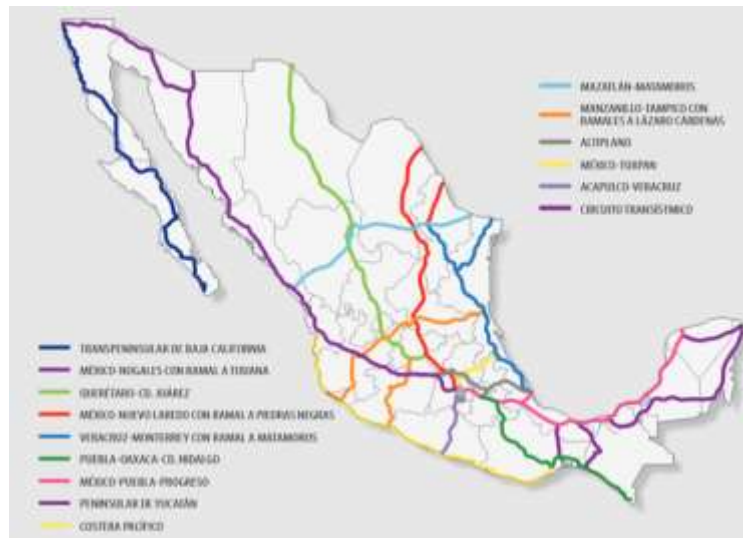 MAZATLÁN-MATAMOROS
MANZANILLO-TAMPICO CON
RAMALES A LÁZARO CÁRDENAS
ALTIPLANO
MÉXICO-TUXPAN
ACAPULCO-VERACRUZ
CIRCUITO TRANSÍSTMICO
TRANSPENINSULAR DE BAJA CALIFORNIA
MÉXICO-NOGALES CON RAMAL A TIJUANA
QUERÉTARO-CD. JUÁREZ
MÉXICO-NUEVO LAREDO CON RAMAL A PIEDRAS NEGRAS
VERACRUZ-MONTERREY CON RAMAL A MATAMOROS
PUEBLA-OAXACA-CD. HIDALGO
MÉXICO-PUEBLA-PROGRESO
PENINSULAR DE YUCATÁN
COSTERA PACÍFICO